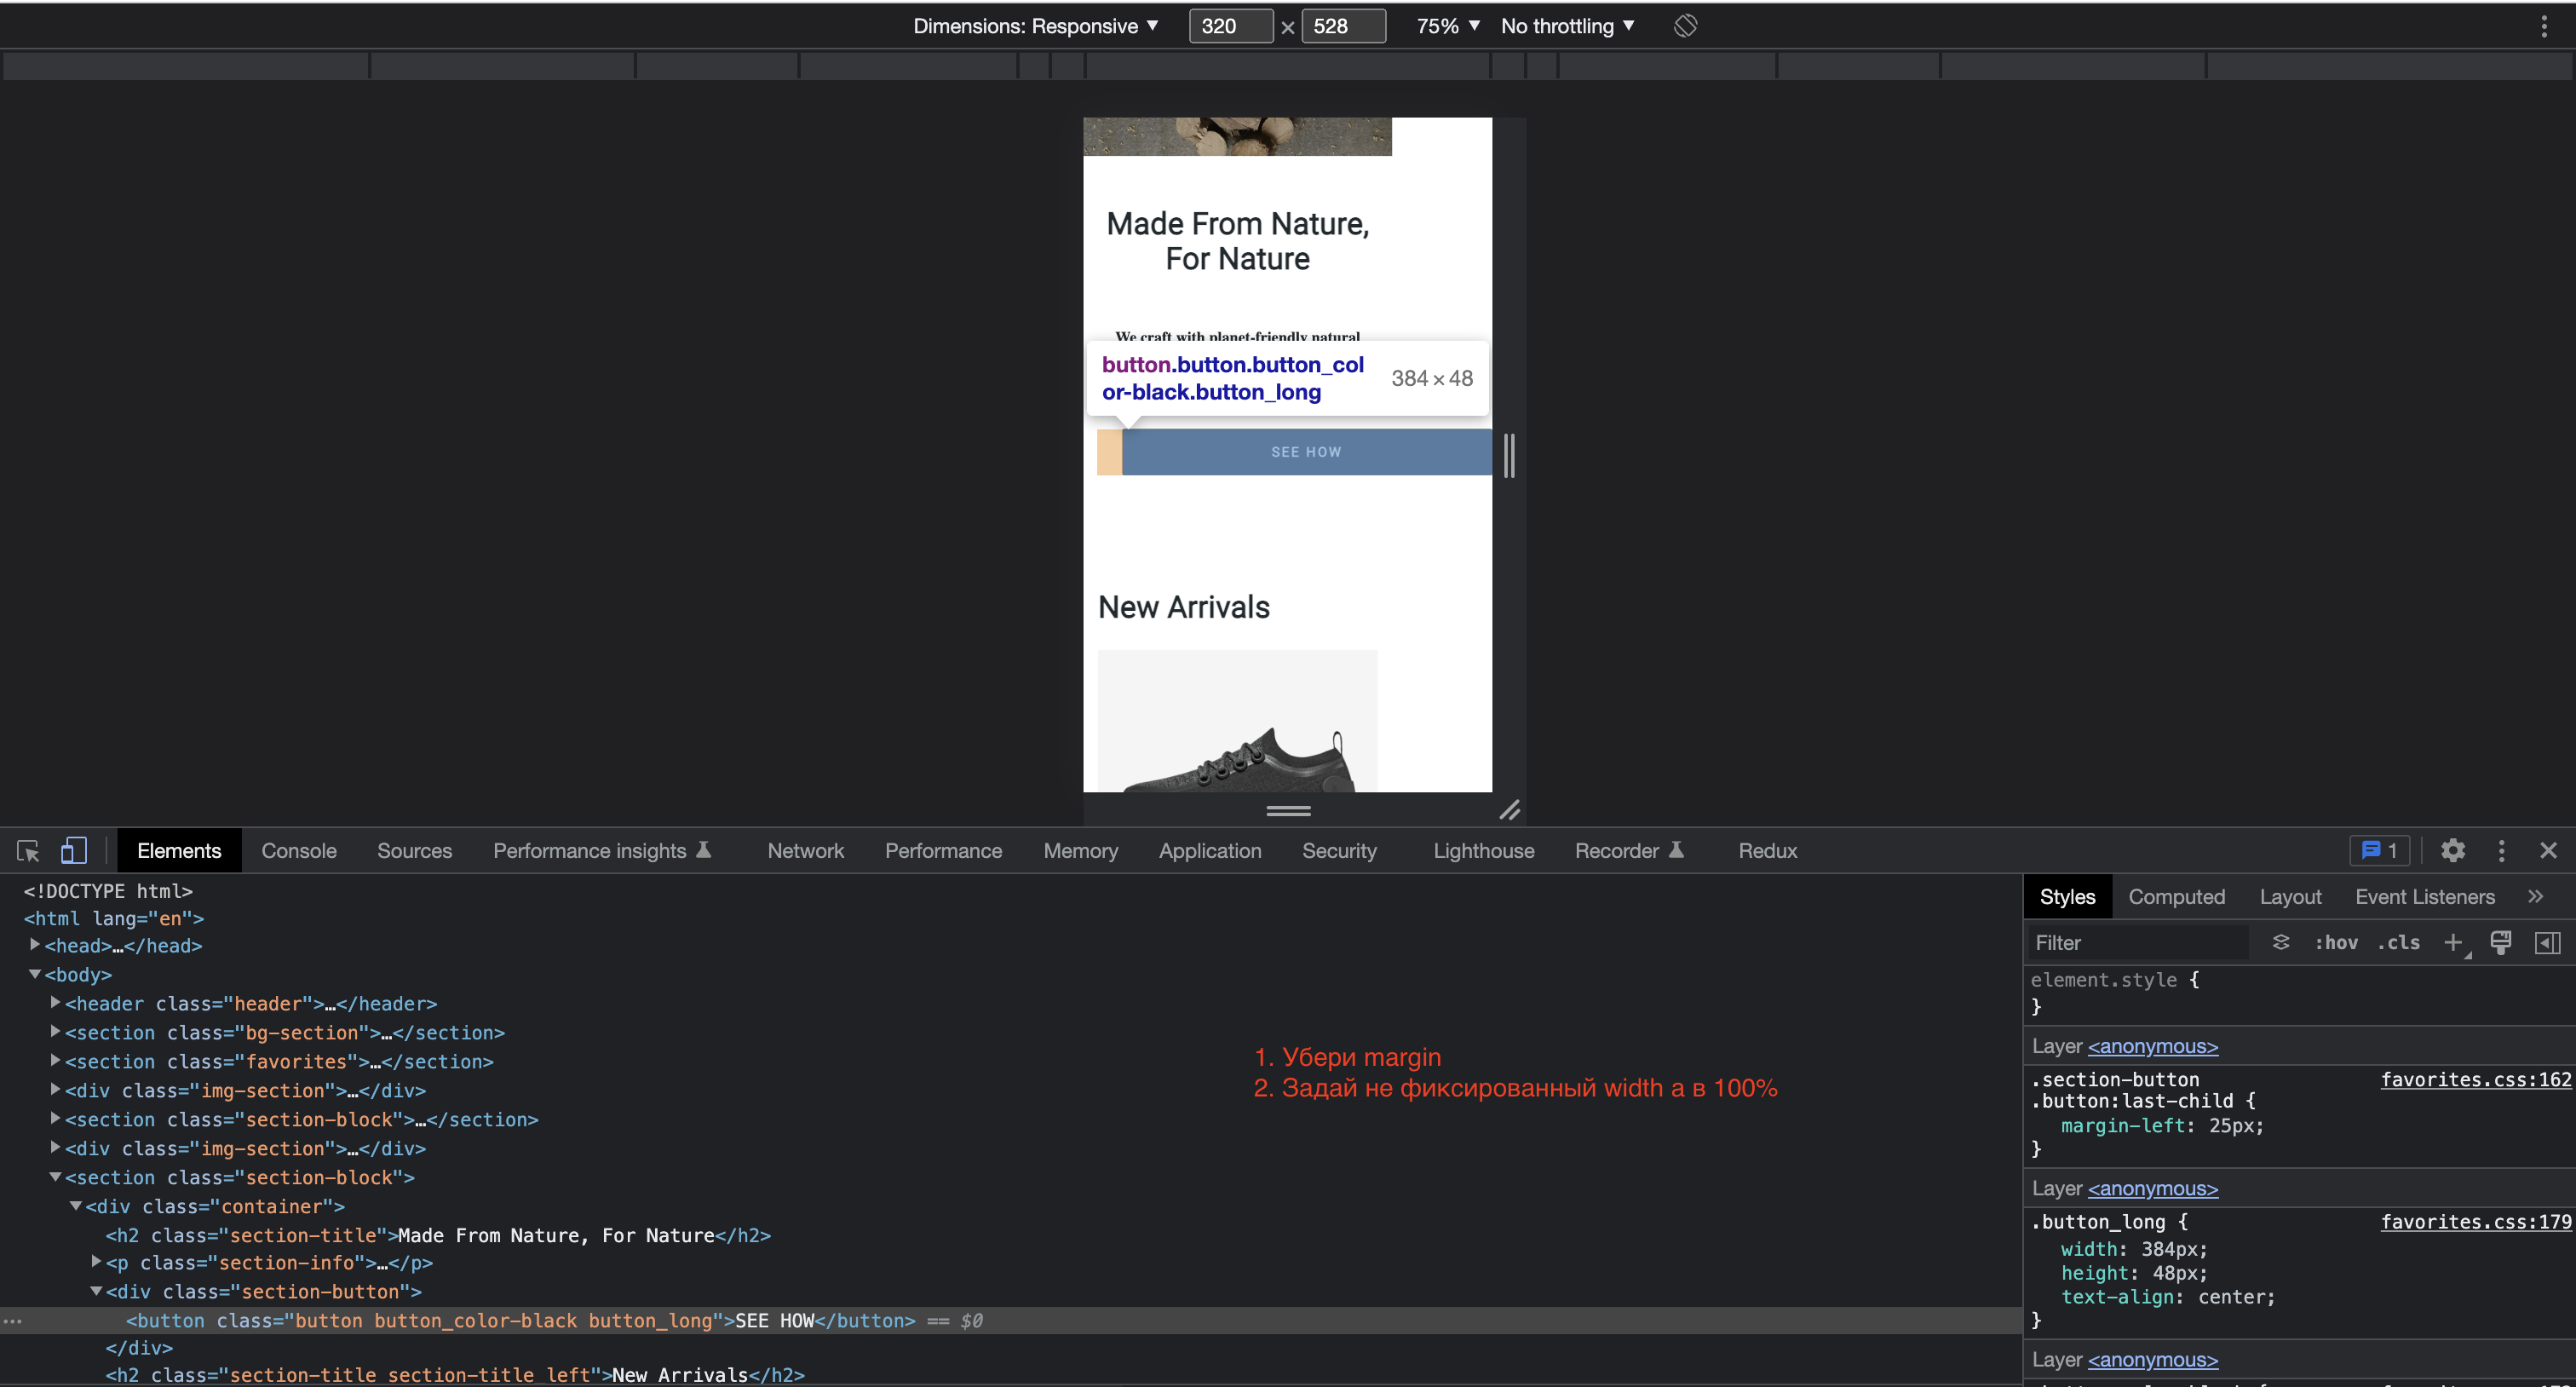 Dimensions: Responsive ▼ 320 × 528 75% ▼ No throttling ▼
Made From Nature,
For Nature
We craft with planet-friendly natural
button.button.button_col
or-black.button_long
384 × 48
SEE HOW
New Arrivals
Elements Console Sources Performance insights Network Performance Memory Application Security Lighthouse Recorder Redux 1
<!DOCTYPE html>
<html lang="en">
▶<head>…</head>
▼<body>
▶<header class="header">…</header>
▶<section class="bg-section">…</section>
▶<section class="favorites">…</section>
▶<div class="img-section">…</div>
▶<section class="section-block">…</section>
▶<div class="img-section">…</div>
▼<section class="section-block">
▼<div class="container">
<h2 class="section-title">Made From Nature, For Nature</h2>
▶<p class="section-info">…</p>
▼<div class="section-button">
… <button class="button button_color-black button_long">SEE HOW</button> == $0
</div>
<h2 class="section-title section-title_left">New Arrivals</h2>
1. Убери margin
2. Задай не фиксированный width а в 100%
Styles Computed Layout Event Listeners »
Filter :hov .cls +
element.style {
}
Layer <anonymous>
.section-button favorites.css:162
.button:last-child {
margin-left: 25px;
}
Layer <anonymous>
.button_long { favorites.css:179
width: 384px;
height: 48px;
text-align: center;
}
Layer <anonymous>